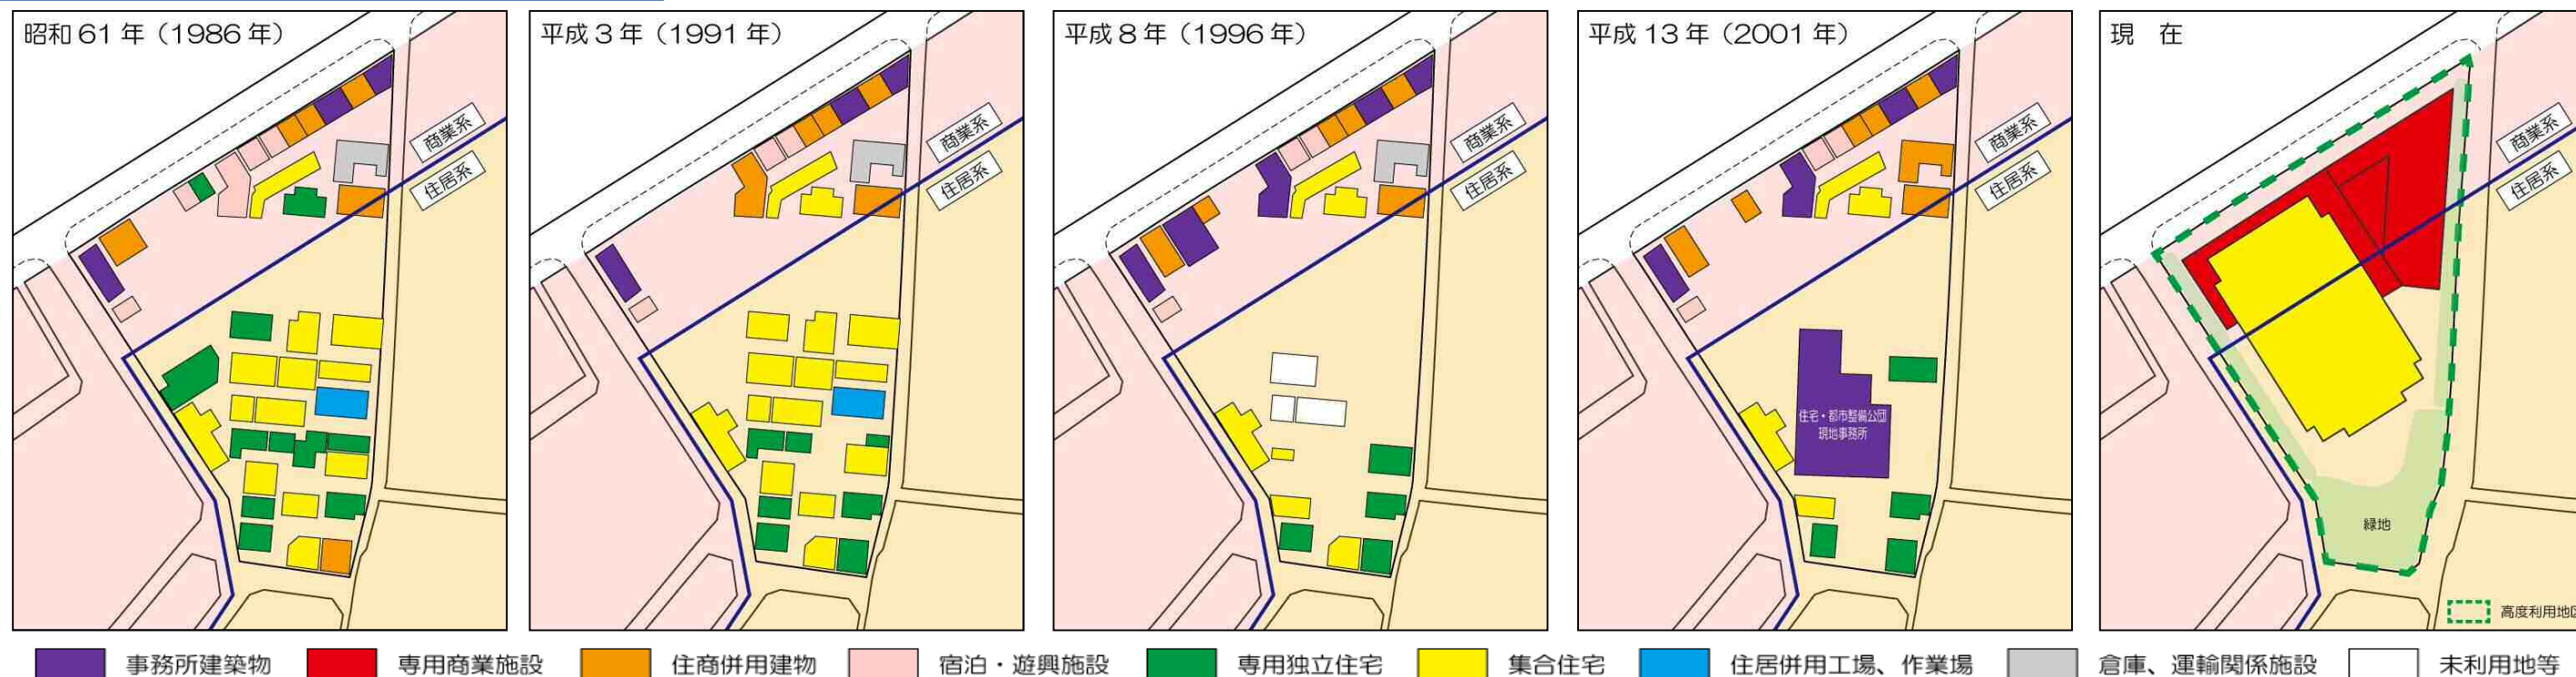 昭和 61 年（1986 年）
商業系
住居系
平成 3 年（1991 年）
商業系
住居系
平成 8 年（1996 年）
商業系
住居系
平成 13 年（2001 年）
商業系
住居系
住宅・都市整備公団
現地事務所
現　在
商業系
住居系
緑地
高度利用地区
事務所建築物
専用商業施設
住商併用建物
宿泊・遊興施設
専用独立住宅
集合住宅
住居併用工場、作業場
倉庫、運輸関係施設
未利用地等